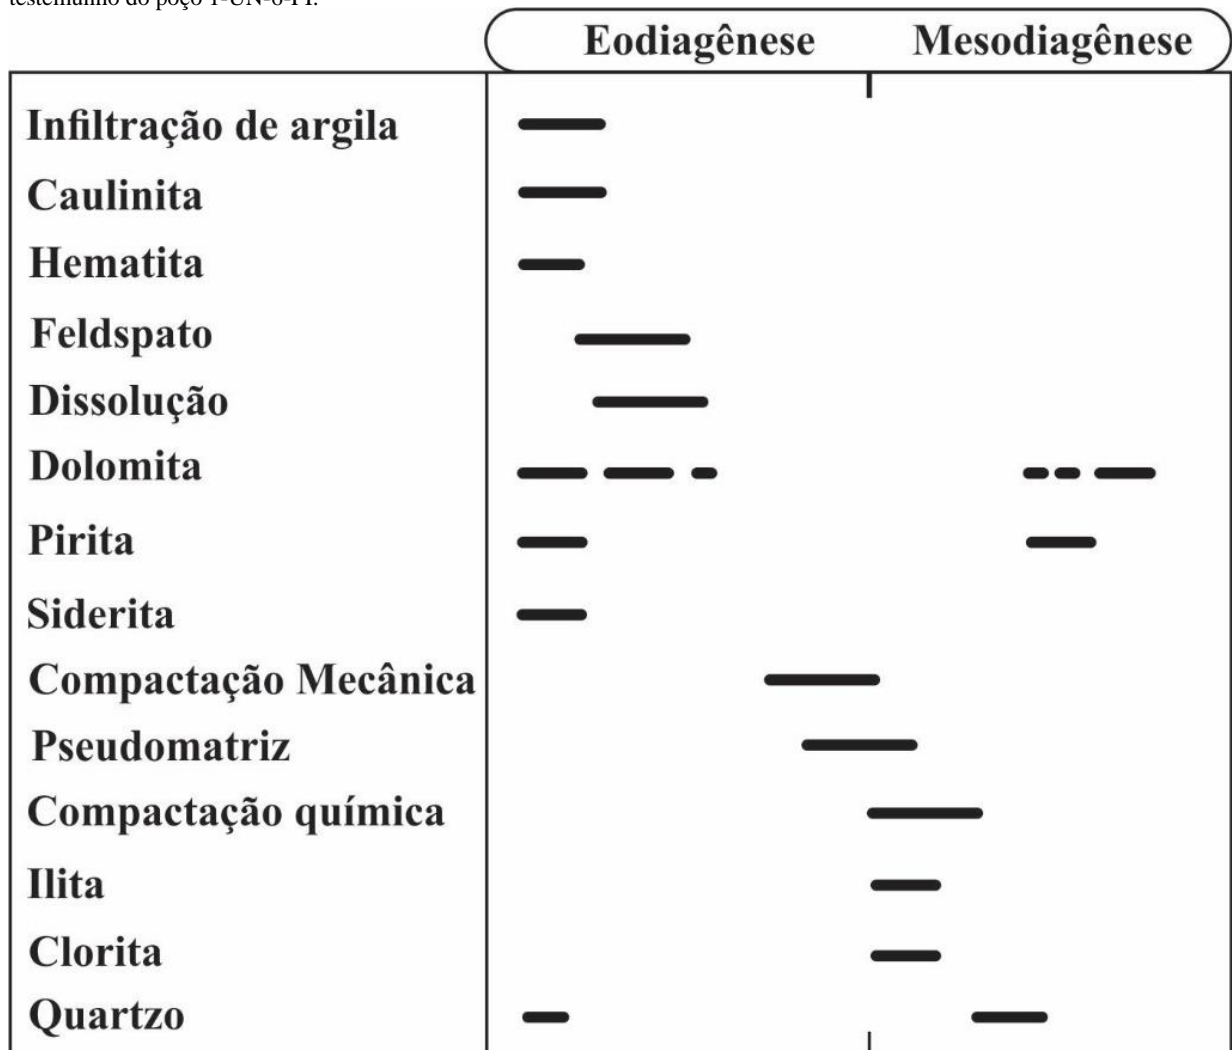 Eodiagênese Mesodiagênese
Infiltração de argila
Caulinita
Hematita
Feldspato
Dissolução
Dolomita
Pirita
Siderita
Compactação Mecânica
Pseudomatriz
Compactação química
Ilita
Clorita
Quartzo